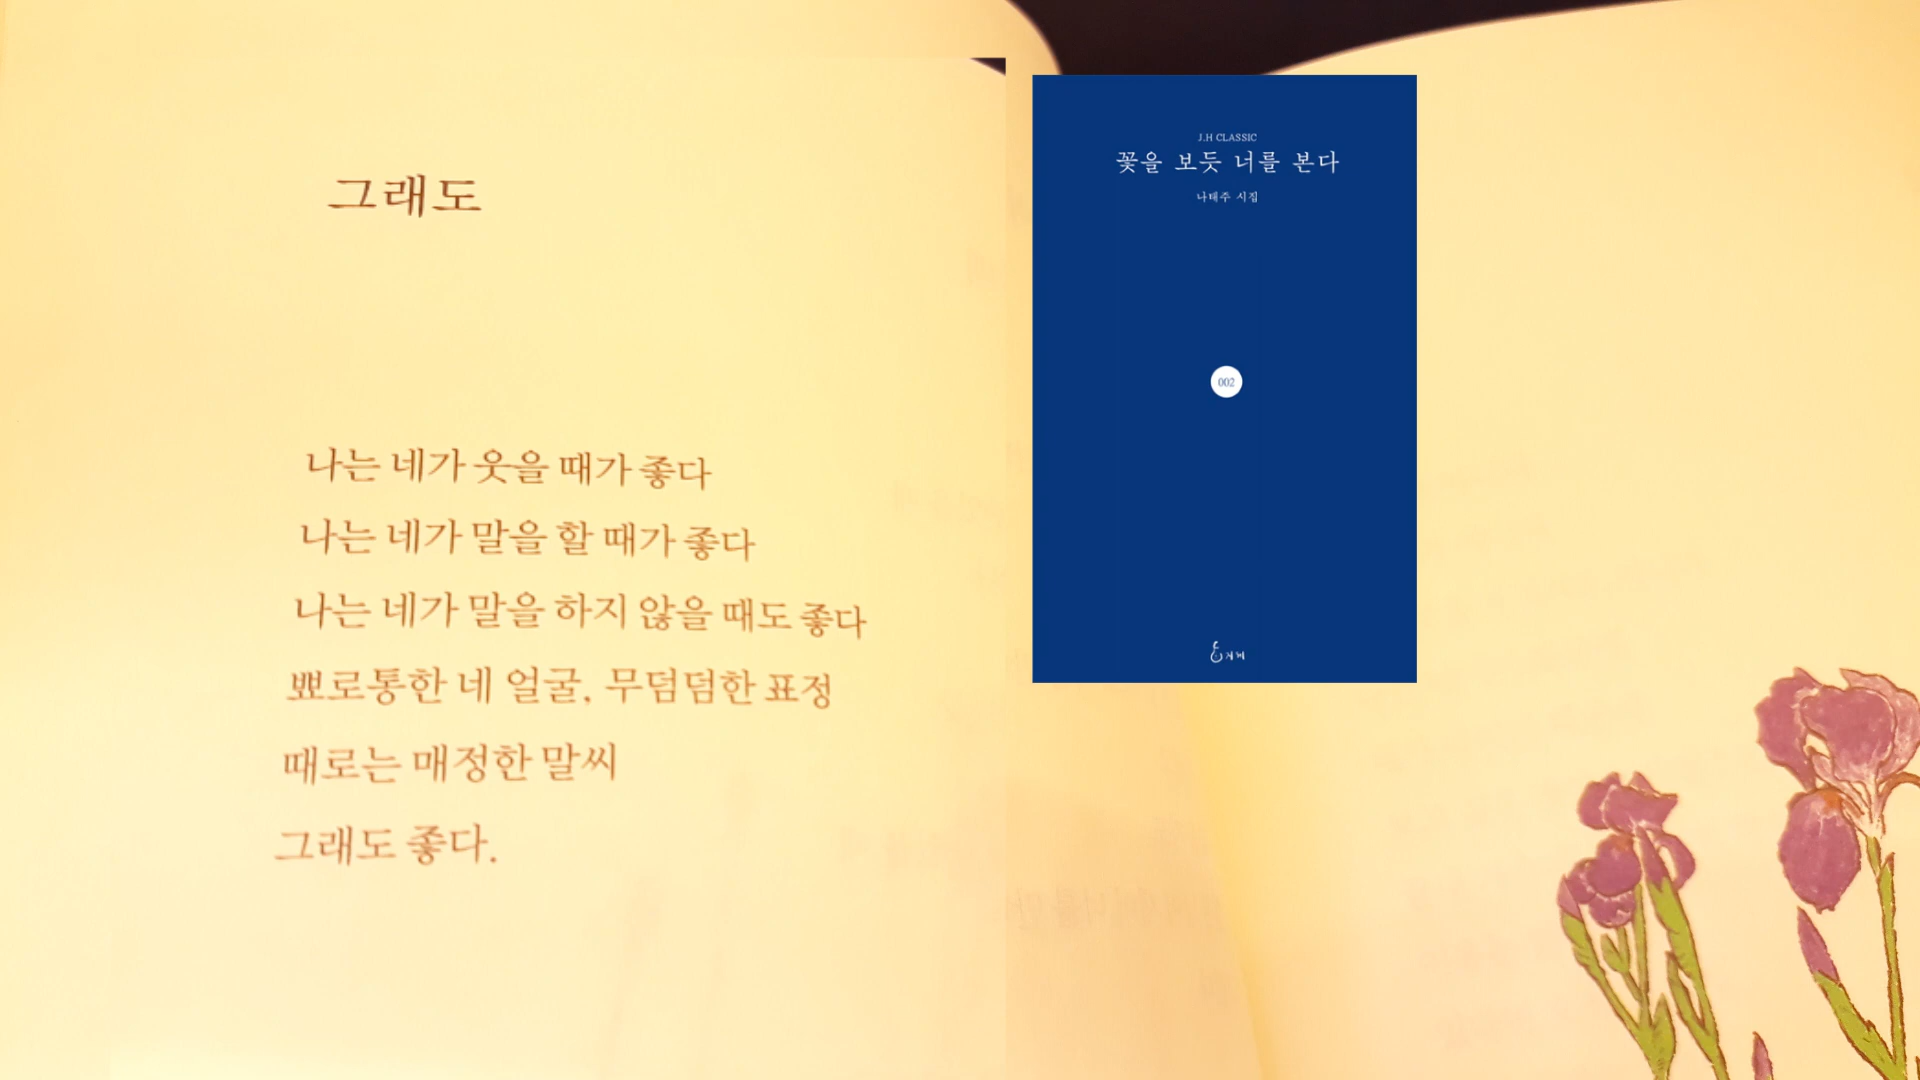 그래도
나는 네가 웃을 때가 좋다
나는 네가 말을 할 때가 좋다
나는 네가 말을 하지 않을 때도 좋다
뾰로통한 네 얼굴, 무덤덤한 표정
때로는 매정한 말씨
그래도 좋다.
J.H CLASSIC
꽃을 보듯 너를 본다
나태주 시집
002